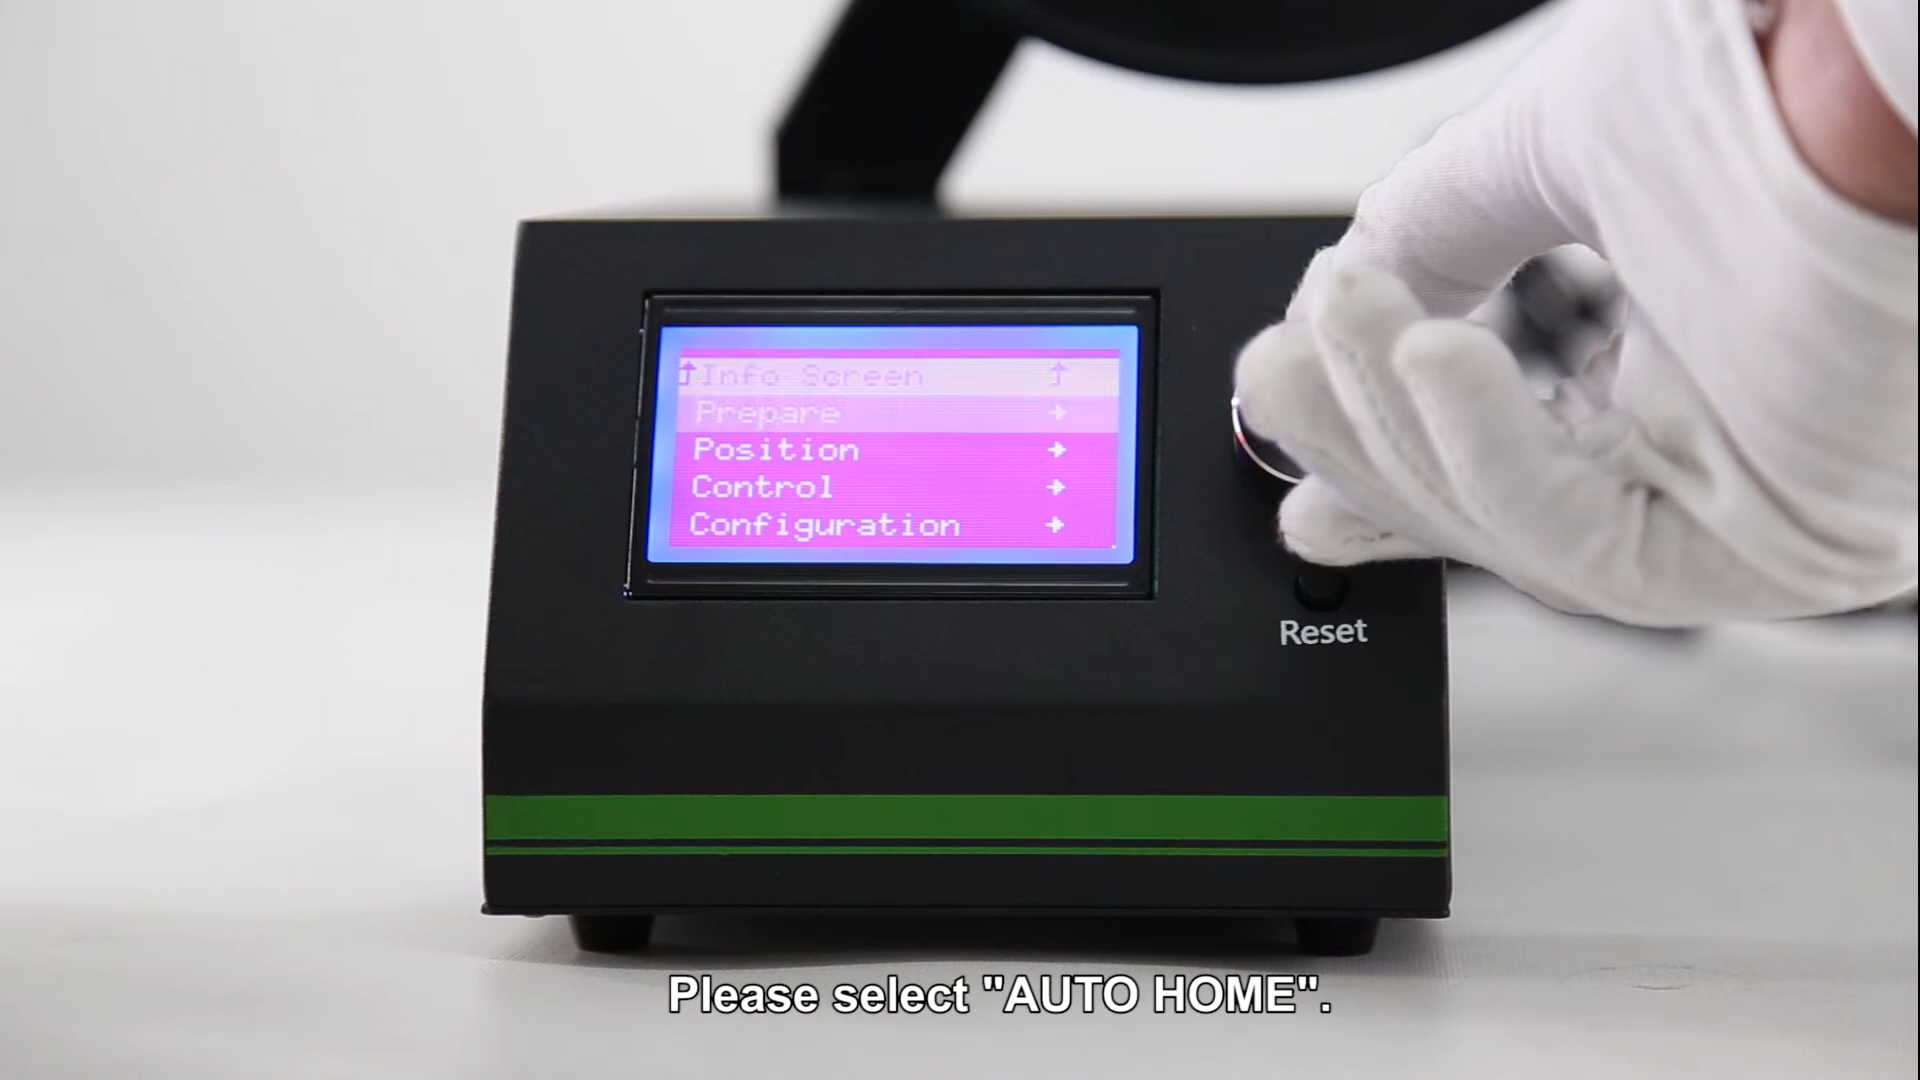 Info Screen
Prepare
Position
Control
Configuration
Reset
Please select "AUTO HOME".